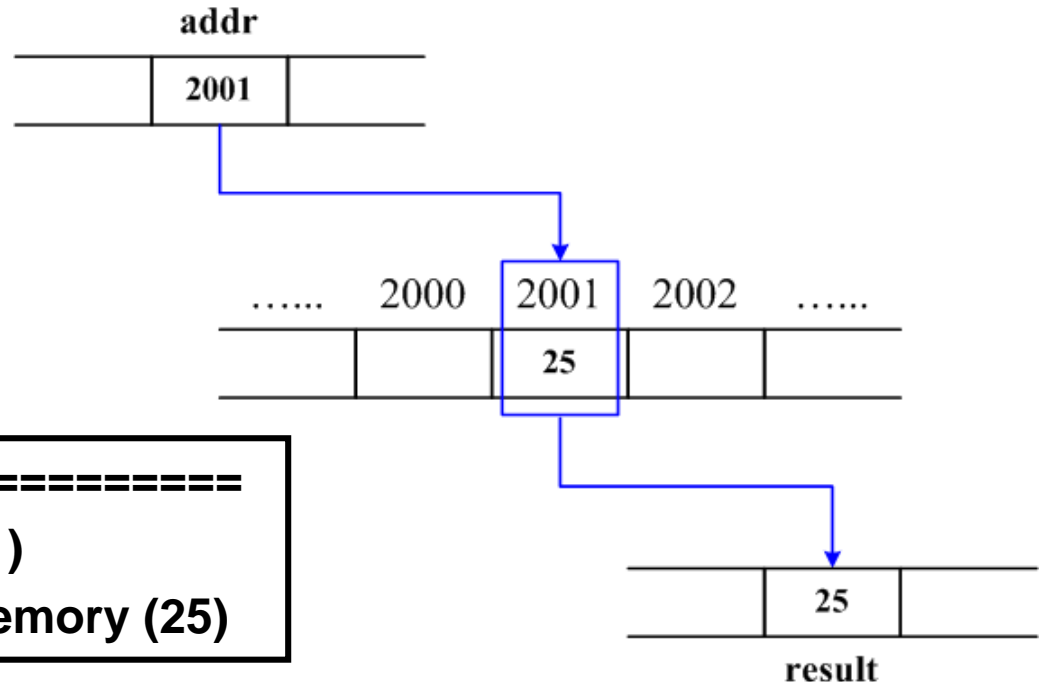 addr
2001
…... 2000 2001 2002 …...
25
=========
)
emory (25)
25
result